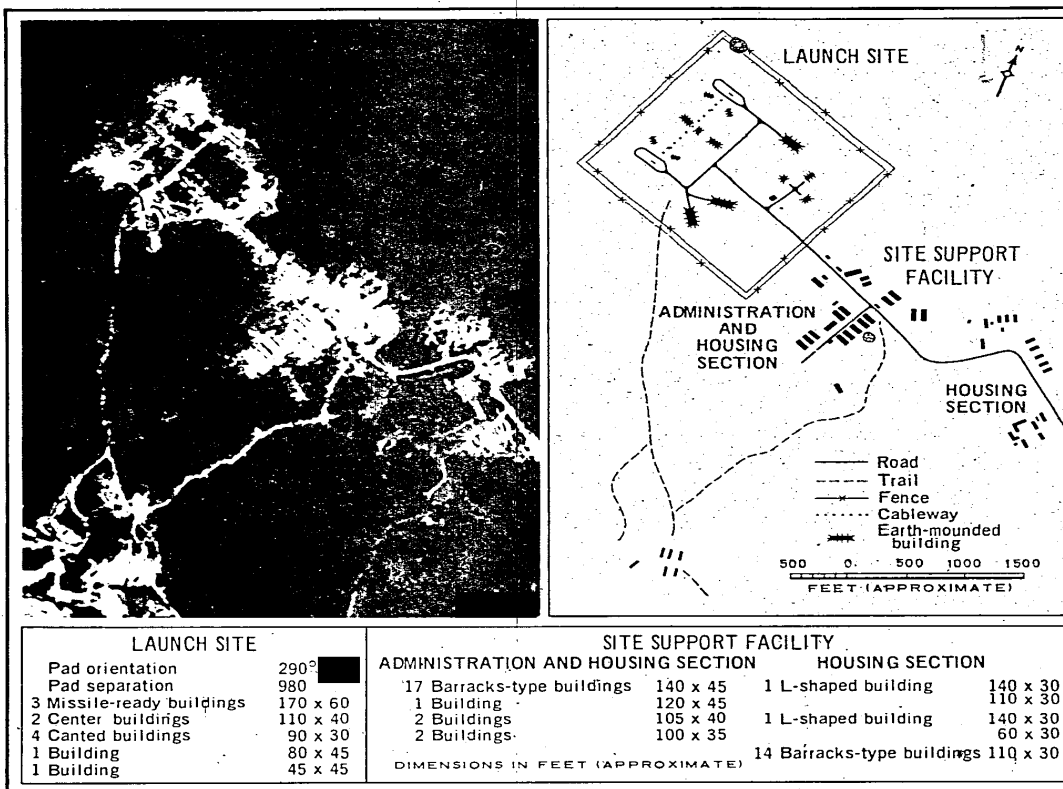 LAUNCH SITE
N
SITE SUPPORT
FACILITY
ADMINISTRATION
AND
HOUSING
SECTION
HOUSING
SECTION
Road
Trail
Fence
Cableway
Earth-mounded
building
500 0 500 1000 1500
FEET (APPROXIMATE)
LAUNCH SITE
Pad orientation 290°
Pad separation 980
3 Missile-ready buildings 170 x 60
2 Center buildings 110 x 40
4 Canted buildings 90 x 30
1 Building 80 x 45
1 Building 45 x 45
SITE SUPPORT FACILITY
ADMINISTRATION AND HOUSING SECTION
17 Barracks-type buildings 140 x 45
1 Building 120 x 45
2 Buildings 105 x 40
2 Buildings 100 x 35
HOUSING SECTION
1 L-shaped building 140 x 30
110 x 30
1 L-shaped building 140 x 30
60 x 30
14 Barracks-type buildings 110 x 30
DIMENSIONS IN FEET (APPROXIMATE)